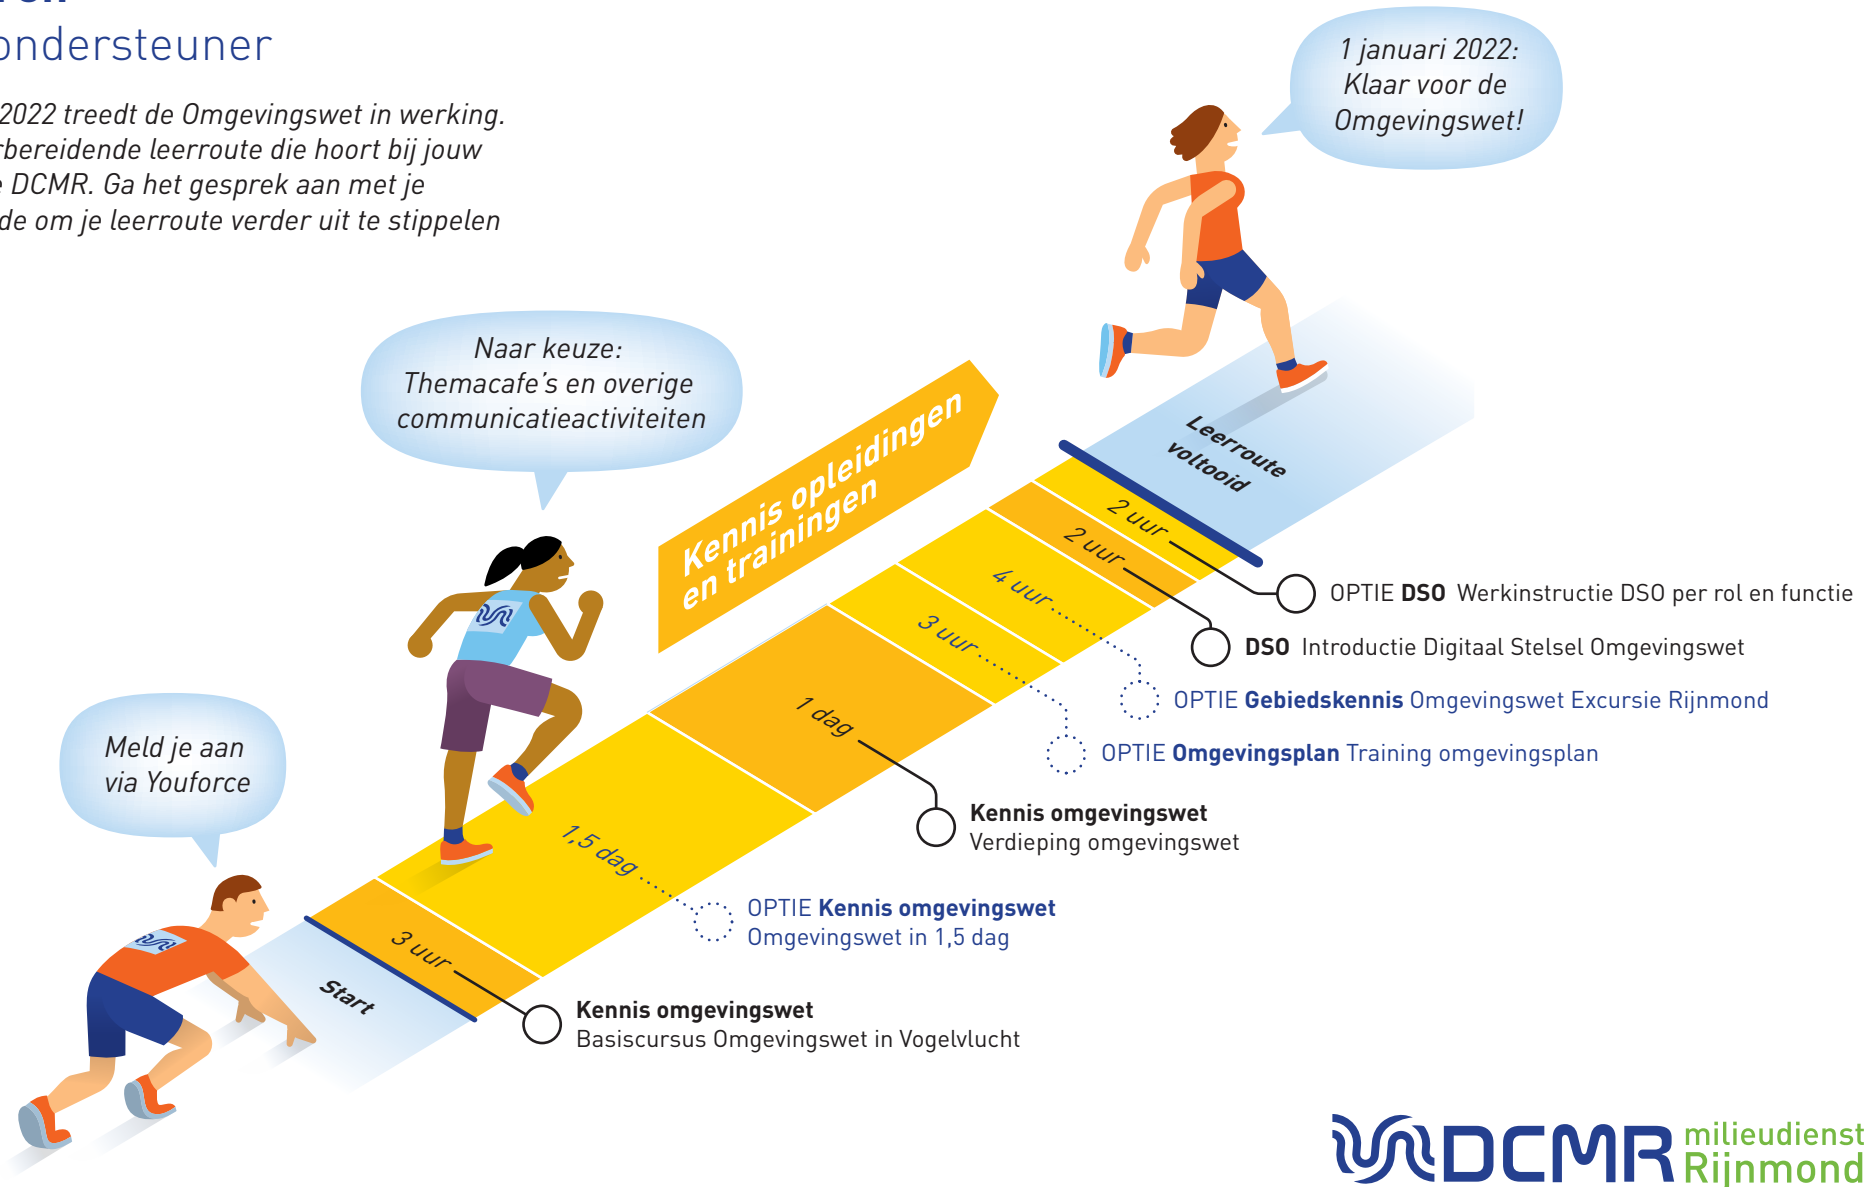 ondersteuner
2022 treedt de Omgevingswet in werking.
rbereidende leerroute die hoort bij jouw
e DCMR. Ga het gesprek aan met je
de om je leerroute verder uit te stippelen
1 januari 2022:
Klaar voor de
Omgevingswet!
Naar keuze:
Themacafe's en overige
communicatieactiviteiten
Kennis opleidingen
en trainingen
Meld je aan
via Youforce
Leerroute
voltooid
2 uur
OPTIE DSO Werkinstructie DSO per rol en functie
2 uur
DSO Introductie Digitaal Stelsel Omgevingswet
4 uur
OPTIE Gebiedskennis Omgevingswet Excursie Rijnmond
3 uur
OPTIE Omgevingsplan Training omgevingsplan
1 dag
Kennis omgevingswet
Verdieping omgevingswet
1,5 dag
OPTIE Kennis omgevingswet
Omgevingswet in 1,5 dag
3 uur
Kennis omgevingswet
Basiscursus Omgevingswet in Vogelvlucht
Start
DCMR milieudienst
Rijnmond